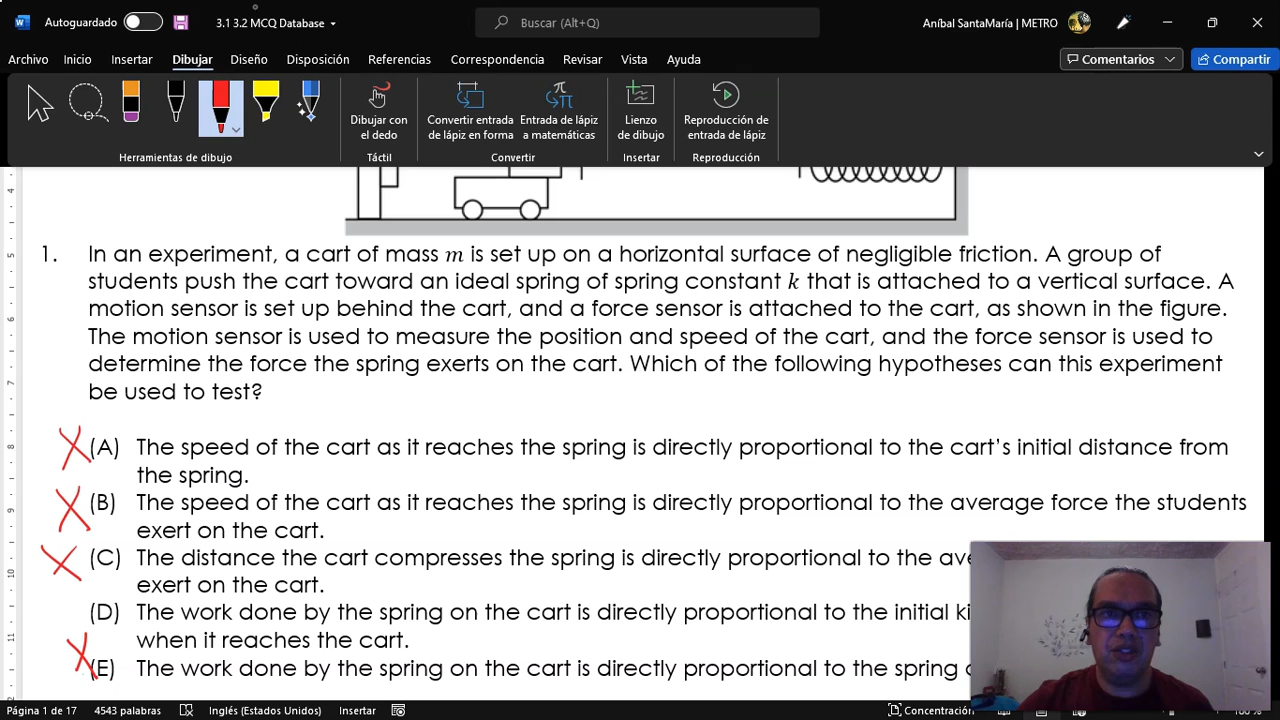 Autoguardado
3.1 3.2 MCQ Database
Buscar (Alt+Q)
Aníbal SantaMaría | METRO
Archivo Inicio Insertar Dibujar Diseño Disposición Referencias Correspondencia Revisar Vista Ayuda
Comentarios
Compartir
Dibujar con
el dedo
Convertir entrada
de lápiz en forma
Entrada de lápiz
a matemáticas
Lienzo
de dibujo
Reproducción de
entrada de lápiz
Herramientas de dibujo
Táctil
Convertir
Insertar
Reproducción
1. In an experiment, a cart of mass m is set up on a horizontal surface of negligible friction. A group of
students push the cart toward an ideal spring of spring constant k that is attached to a vertical surface. A
motion sensor is set up behind the cart, and a force sensor is attached to the cart, as shown in the figure.
The motion sensor is used to measure the position and speed of the cart, and the force sensor is used to
determine the force the spring exerts on the cart. Which of the following hypotheses can this experiment
be used to test?
(A) The speed of the cart as it reaches the spring is directly proportional to the cart's initial distance from
the spring.
(B) The speed of the cart as it reaches the spring is directly proportional to the average force the students
exert on the cart.
(C) The distance the cart compresses the spring is directly proportional to the
exert on the cart.
(D) The work done by the spring on the cart is directly proportional to the initial
when it reaches the cart.
(E) The work done by the spring on the cart is directly proportional to the spring
Página 1 de 17 4543 palabras Inglés (Estados Unidos) Insertar Concentración